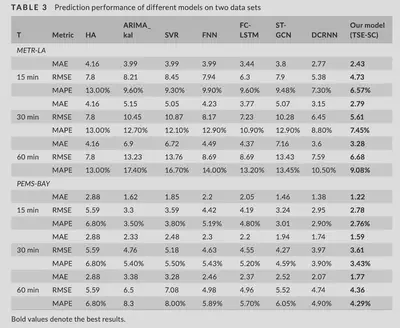 TABLE 3 Prediction performance of different models on two data sets
T Metric HA ARIMA_kal SVR FNN FC-LSTM ST-GCN DCRNN Our model (TSE-SC)
METR-LA
MAE 4.16 3.99 3.99 3.99 3.44 3.8 2.77 2.43
15 min RMSE 7.8 8.21 8.45 7.94 6.3 7.9 5.38 4.73
MAPE 13.00% 9.60% 9.30% 9.90% 9.60% 9.48% 7.30% 6.57%
MAE 4.16 5.15 5.05 4.23 3.77 5.07 3.15 2.79
30 min RMSE 7.8 10.45 10.87 8.17 7.23 10.28 6.45 5.61
MAPE 13.00% 12.70% 12.10% 12.90% 10.90% 12.90% 8.80% 7.45%
MAE 4.16 6.9 6.72 4.49 4.37 7.16 3.6 3.28
60 min RMSE 7.8 13.23 13.76 8.69 8.69 13.43 7.59 6.68
MAPE 13.00% 17.40% 16.70% 14.00% 13.20% 13.45% 10.50% 9.08%
PEMS-BAY
MAE 2.88 1.62 1.85 2.2 2.05 1.46 1.38 1.22
15 min RMSE 5.59 3.3 3.59 4.42 4.19 3.24 2.95 2.78
MAPE 6.80% 3.50% 3.80% 5.19% 4.80% 3.01 2.90% 2.76%
MAE 2.88 2.33 2.48 2.3 2.2 1.94 1.74 1.59
30 min RMSE 5.59 4.76 5.18 4.63 4.55 4.27 3.97 3.61
MAPE 6.80% 5.40% 5.50% 5.43% 5.20% 4.59% 3.90% 3.43%
MAE 2.88 3.38 3.28 2.46 2.37 2.52 2.07 1.77
60 min RMSE 5.59 6.5 7.08 4.98 4.96 5.52 4.74 4.36
MAPE 6.80% 8.3 8.00% 5.89% 5.70% 6.05 4.90% 4.29%
Bold values denote the best results.